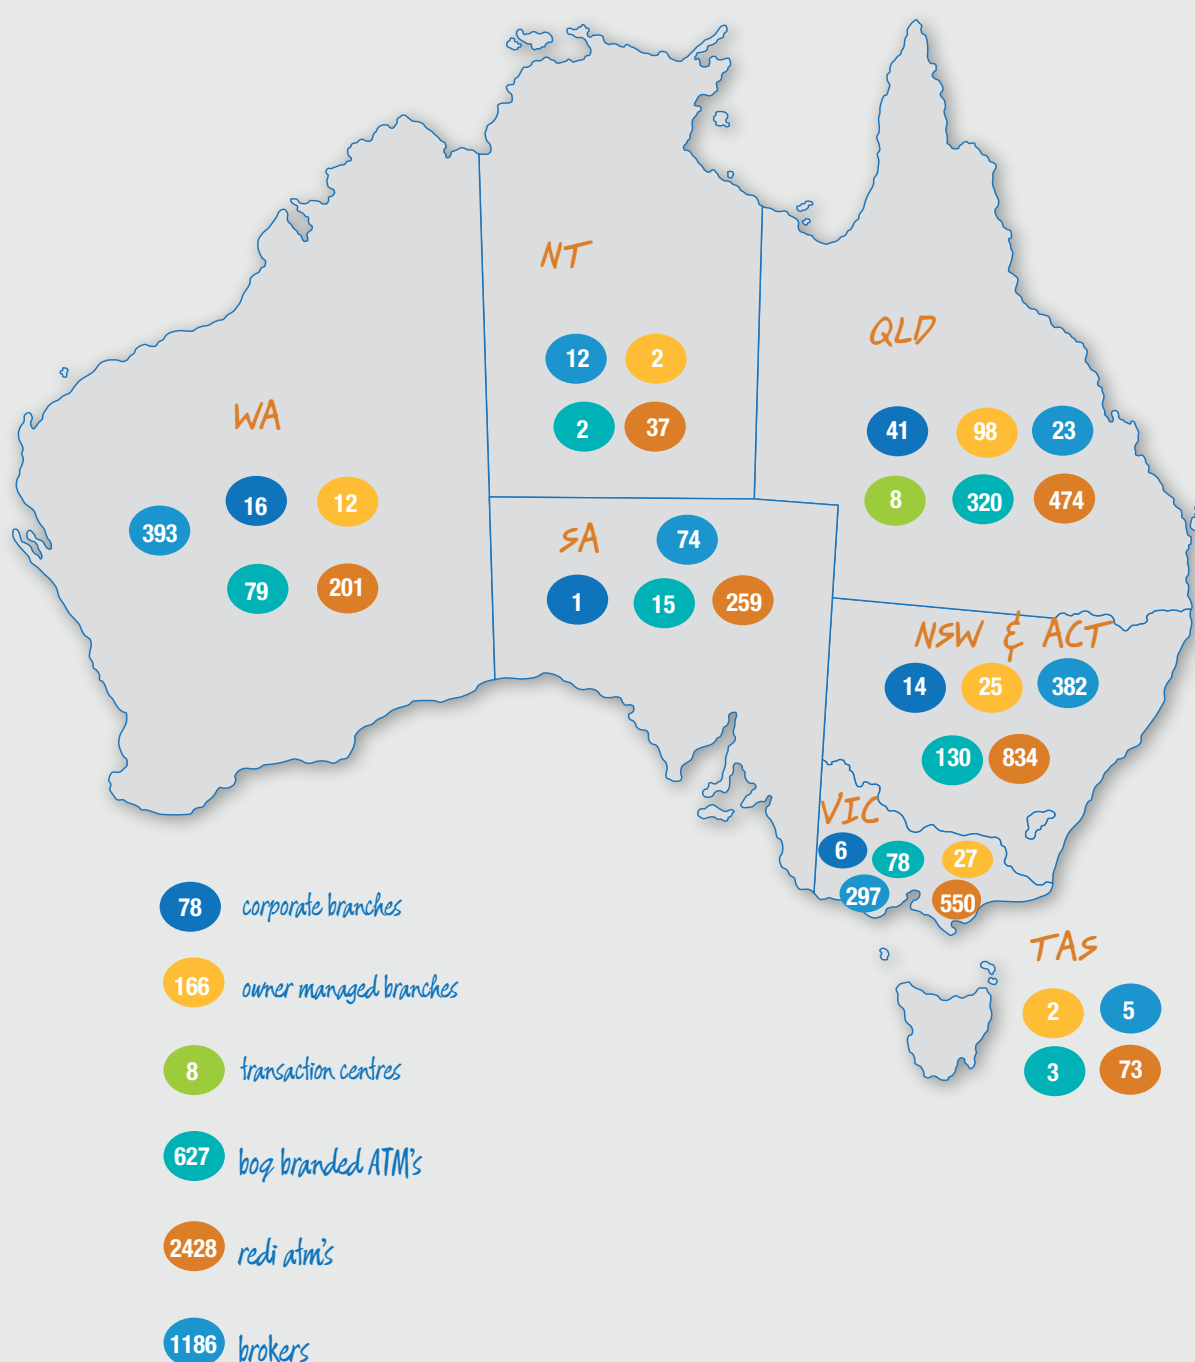 NT
12 2
2 37
QLD
41 98 23
8 320 474
WA
393 16 12
79 201
SA 74
1 15 259
NSW & ACT
14 25 382
130 834
VIC
6 78 27
297 550
TAS
2 5
3 73
78 corporate branches
166 owner managed branches
8 transaction centres
627 boq branded ATM's
2428 redi atm's
1186 brokers